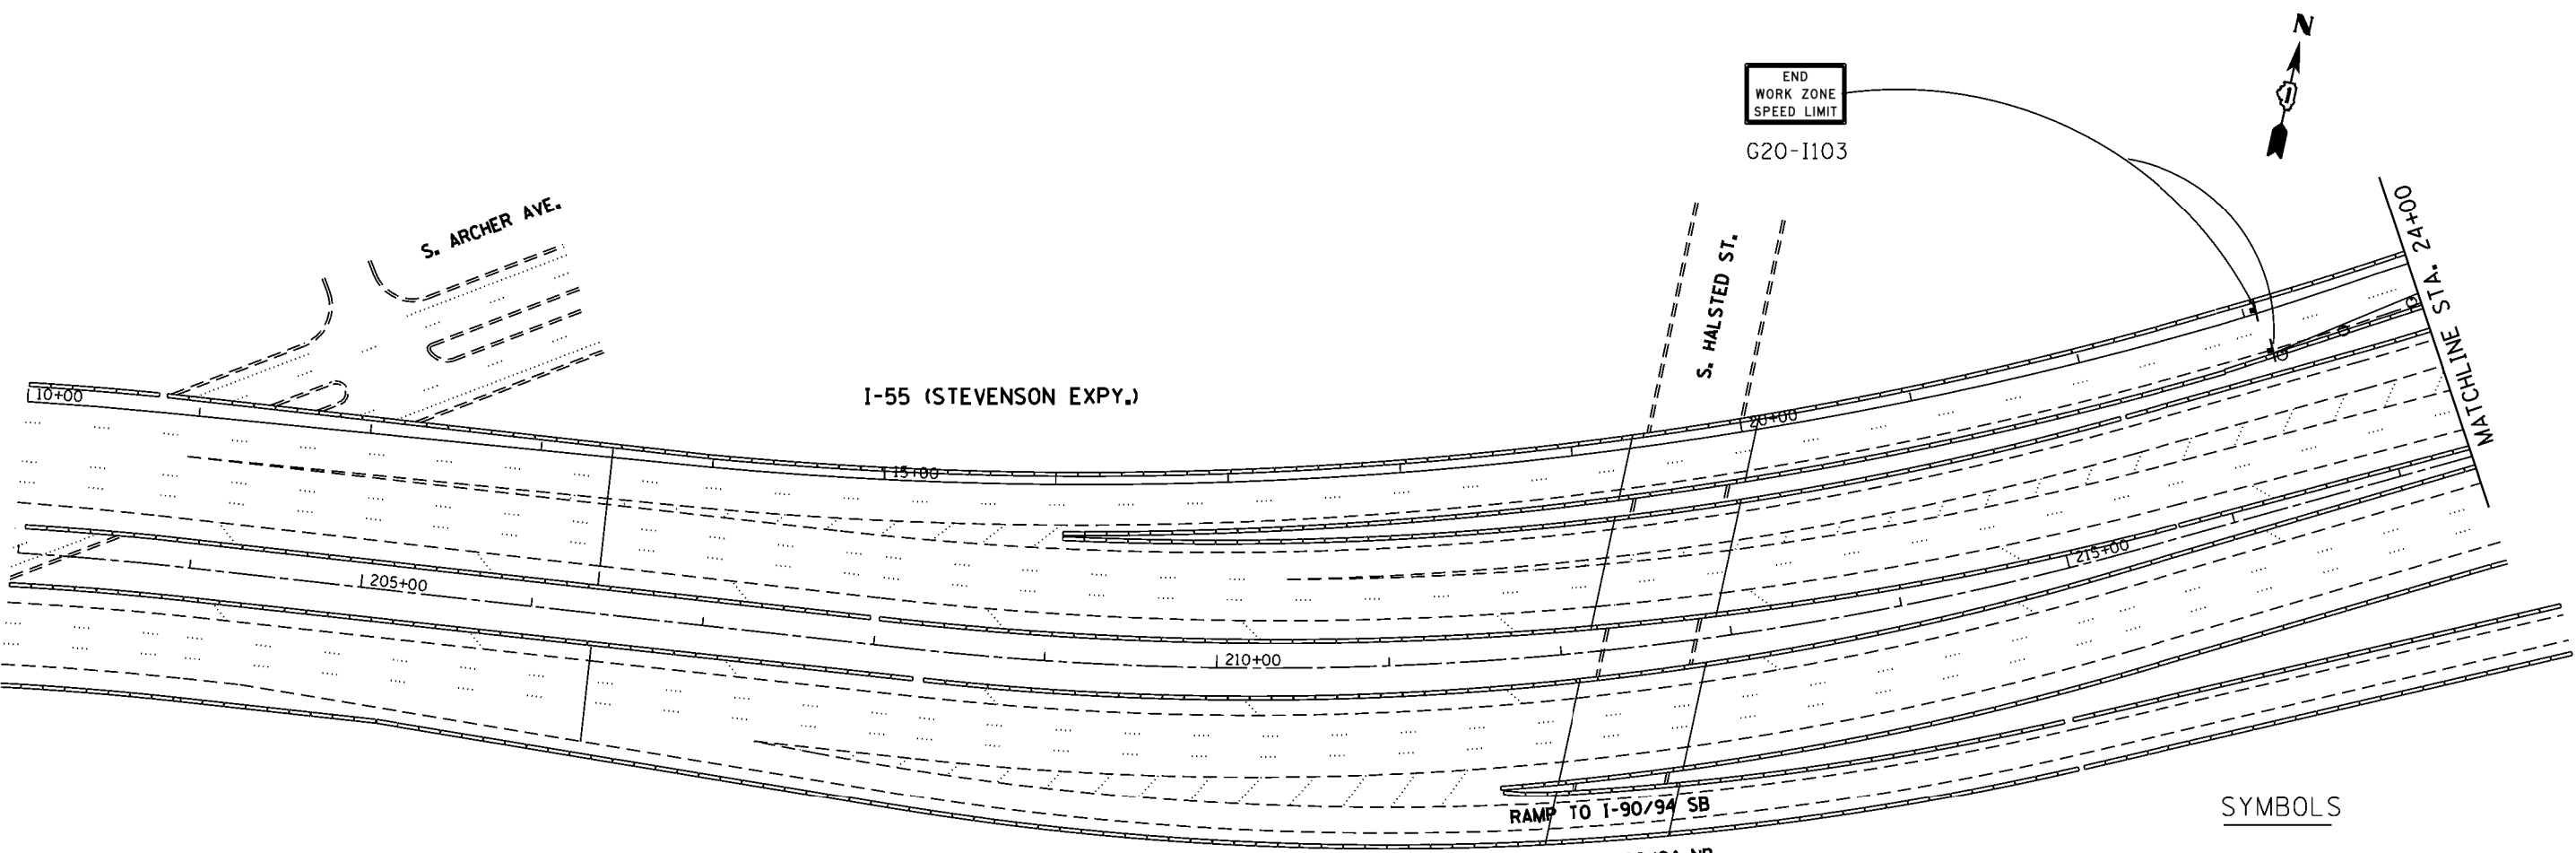 N
END
WORK ZONE
SPEED LIMIT
G20-I103
S. ARCHER AVE.
S. HALSTED ST.
MATCHLINE STA. 24+00
I-55 (STEVENSON EXPY.)
10+00
15+00
20+00
205+00
210+00
215+00
RAMP TO I-90/94 SB
SYMBOLS